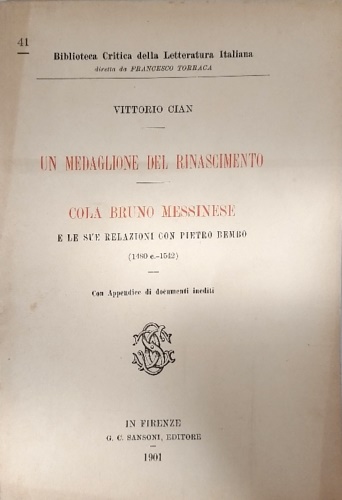 41
Biblioteca Critica della Letteratura Italiana
diretta da FRANCESCO TORRACA
VITTORIO CIAN
UN MEDAGLIONE DEL RINASCIMENTO
COLA BRUNO MESSINESE
E LE SUE RELAZIONI CON PIETRO BEMBO
(1480 c.-1542)
Con Appendice di documenti inediti
IN FIRENZE
G. C. SANSONI, EDITORE
1901